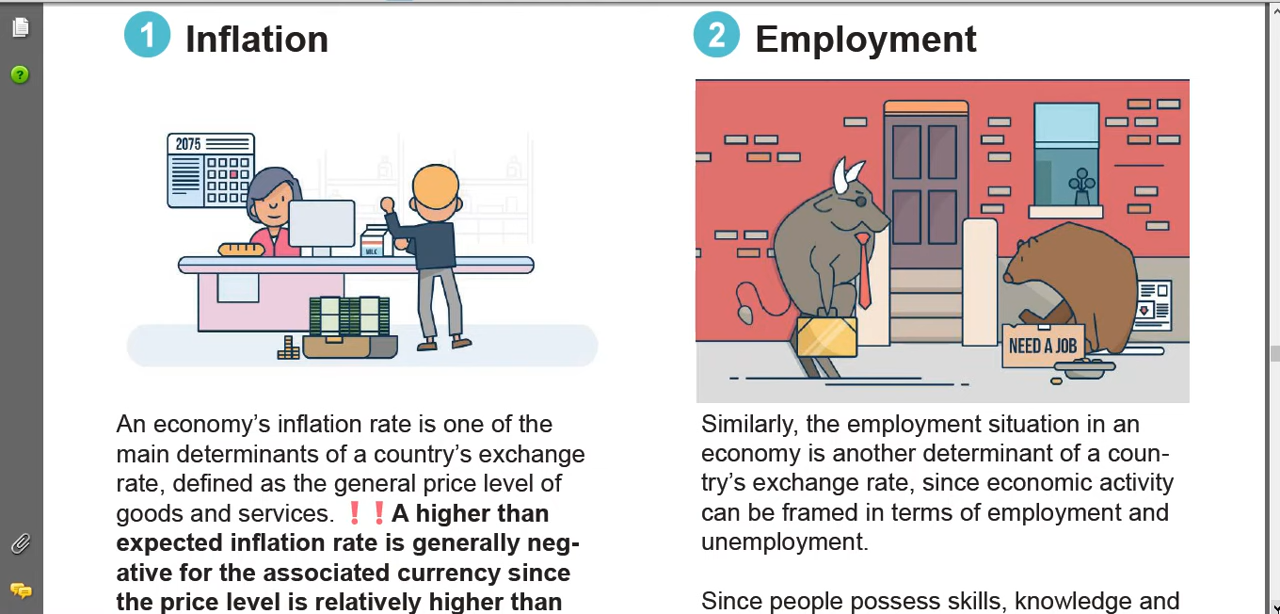 1 Inflation
2075
MILK
An economy’s inflation rate is one of the
main determinants of a country’s exchange
rate, defined as the general price level of
goods and services. ❗❗A higher than
expected inflation rate is generally neg-
ative for the associated currency since
the price level is relatively higher than
2 Employment
NEED A JOB
Similarly, the employment situation in an
economy is another determinant of a coun-
try’s exchange rate, since economic activity
can be framed in terms of employment and
unemployment.
Since people possess skills, knowledge and